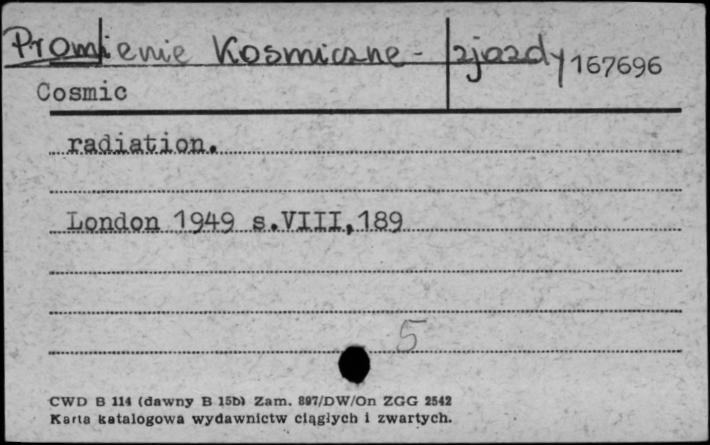 Promienie Kosmiczne - zjazdy 167696
Cosmic
radiation.
London 1949 s.VIII,189
5
CWD B 114 (dawny B 15b) Zam. 897/DW/On ZGG 2542
Karta katalogowa wydawnictw ciągłych i zwartych.